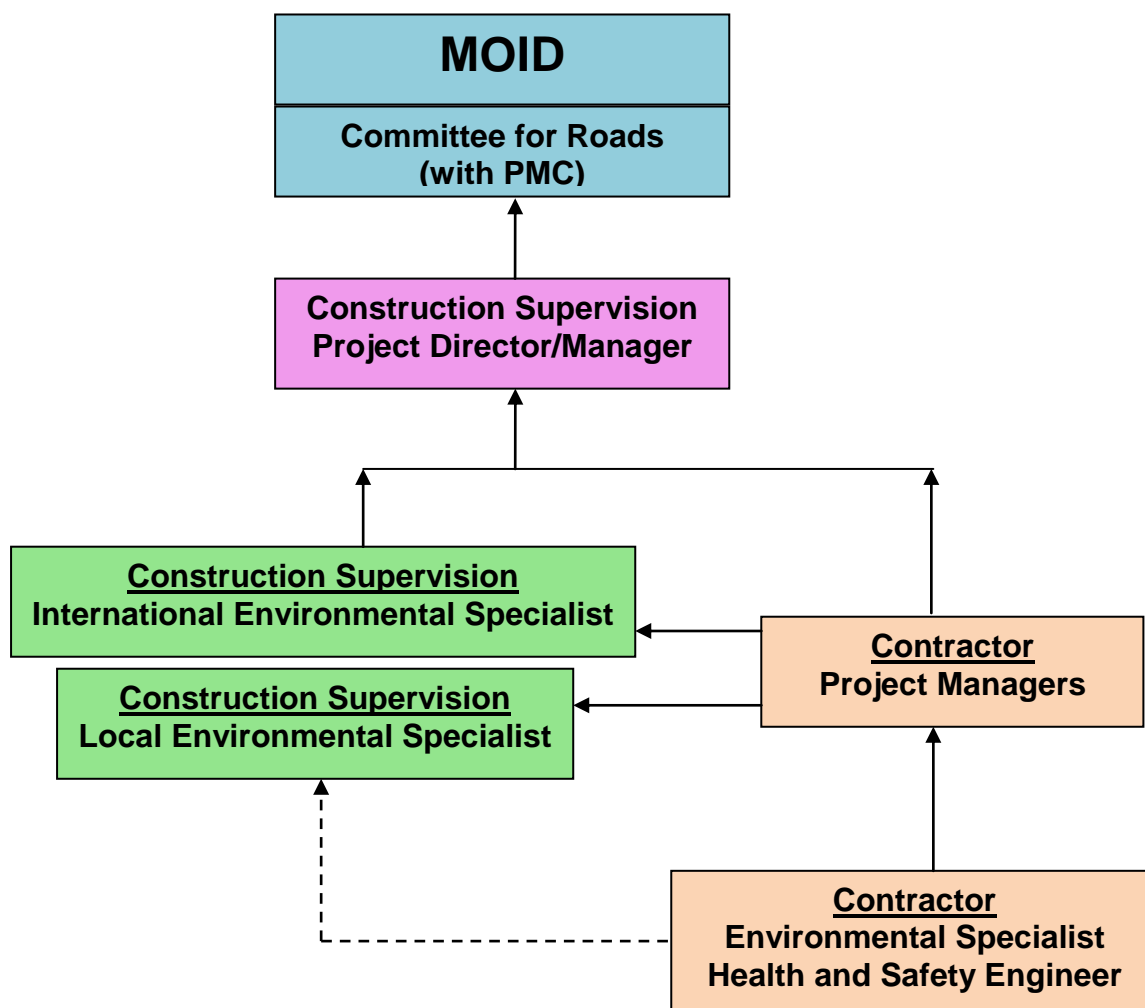 MOID
Committee for Roads
(with PMC)
Construction Supervision
Project Director/Manager
Construction Supervision
International Environmental Specialist
Construction Supervision
Local Environmental Specialist
Contractor
Project Managers
Contractor
Environmental Specialist
Health and Safety Engineer